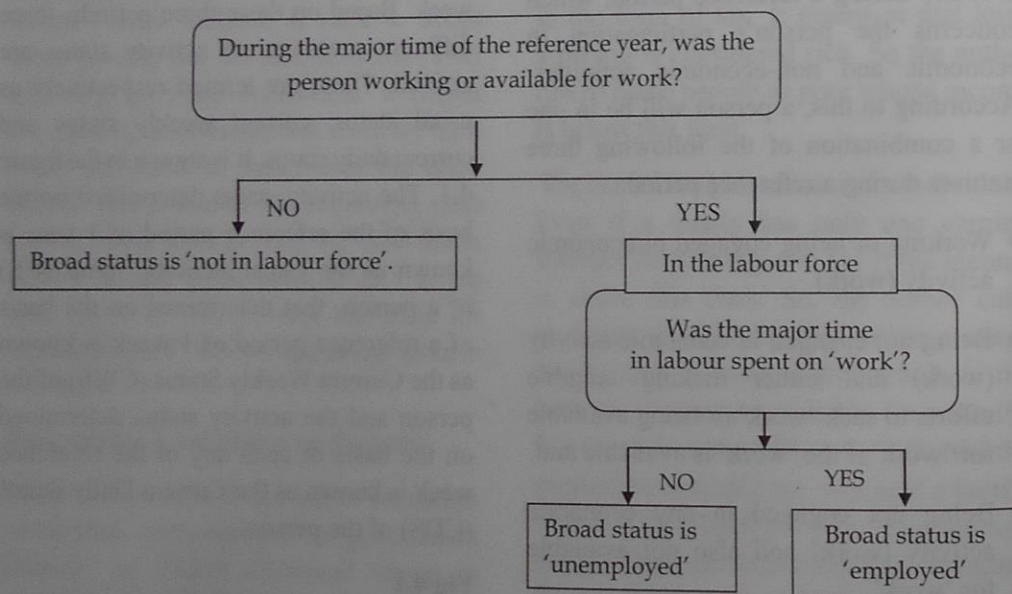 During the major time of the reference year, was the
person working or available for work?
NO
YES
Broad status is 'not in labour force'.
In the labour force
Was the major time
in labour spent on 'work'?
NO
YES
Broad status is
'unemployed'
Broad status is
'employed'